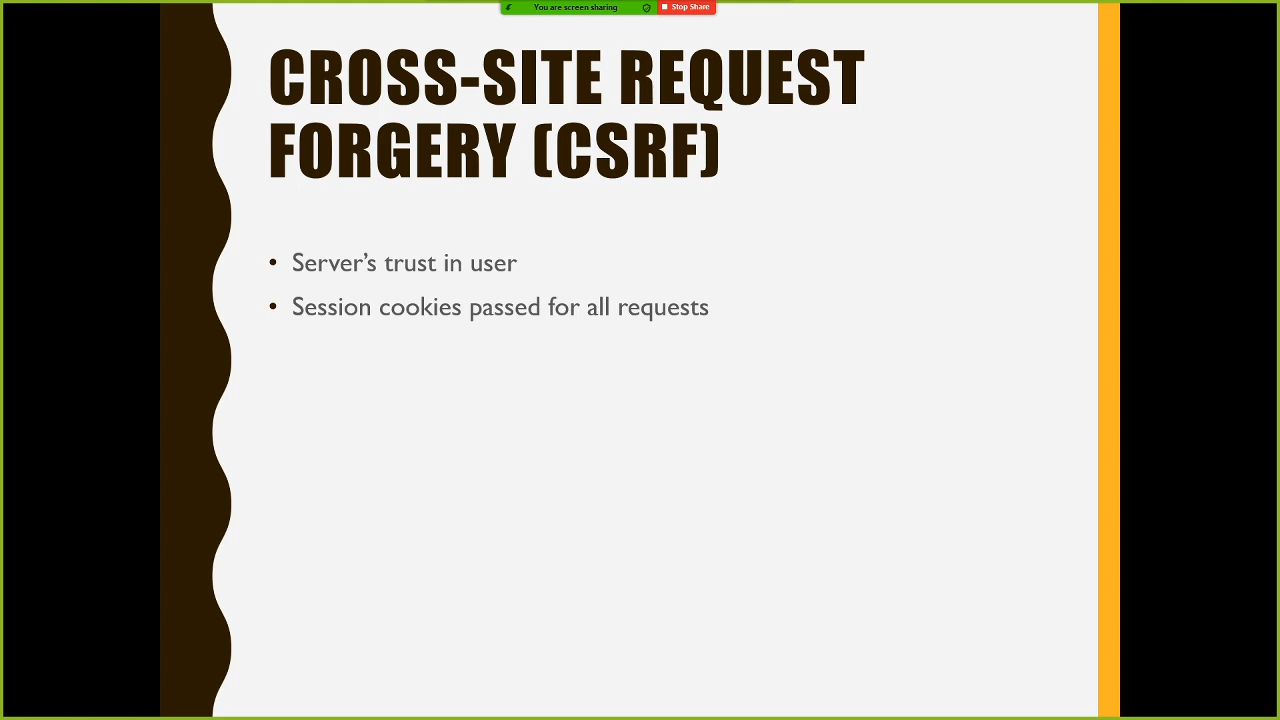 You are screen sharing
Stop Share
CROSS-SITE REQUEST
FORGERY (CSRF)
• Server's trust in user
• Session cookies passed for all requests